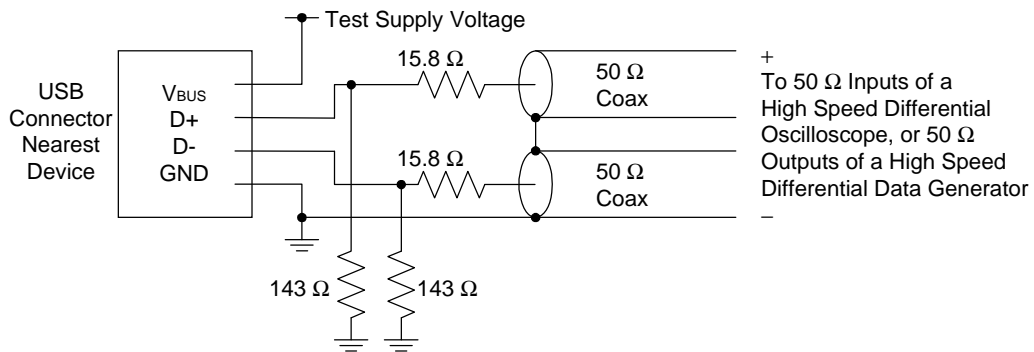 Test Supply Voltage
USB
Connector
Nearest
Device
VBUS
D+
D-
GND
15.8 Ω
50 Ω
Coax
15.8 Ω
50 Ω
Coax
143 Ω
143 Ω
+
To 50 Ω Inputs of a
High Speed Differential
Oscilloscope, or 50 Ω
Outputs of a High Speed
Differential Data Generator
−